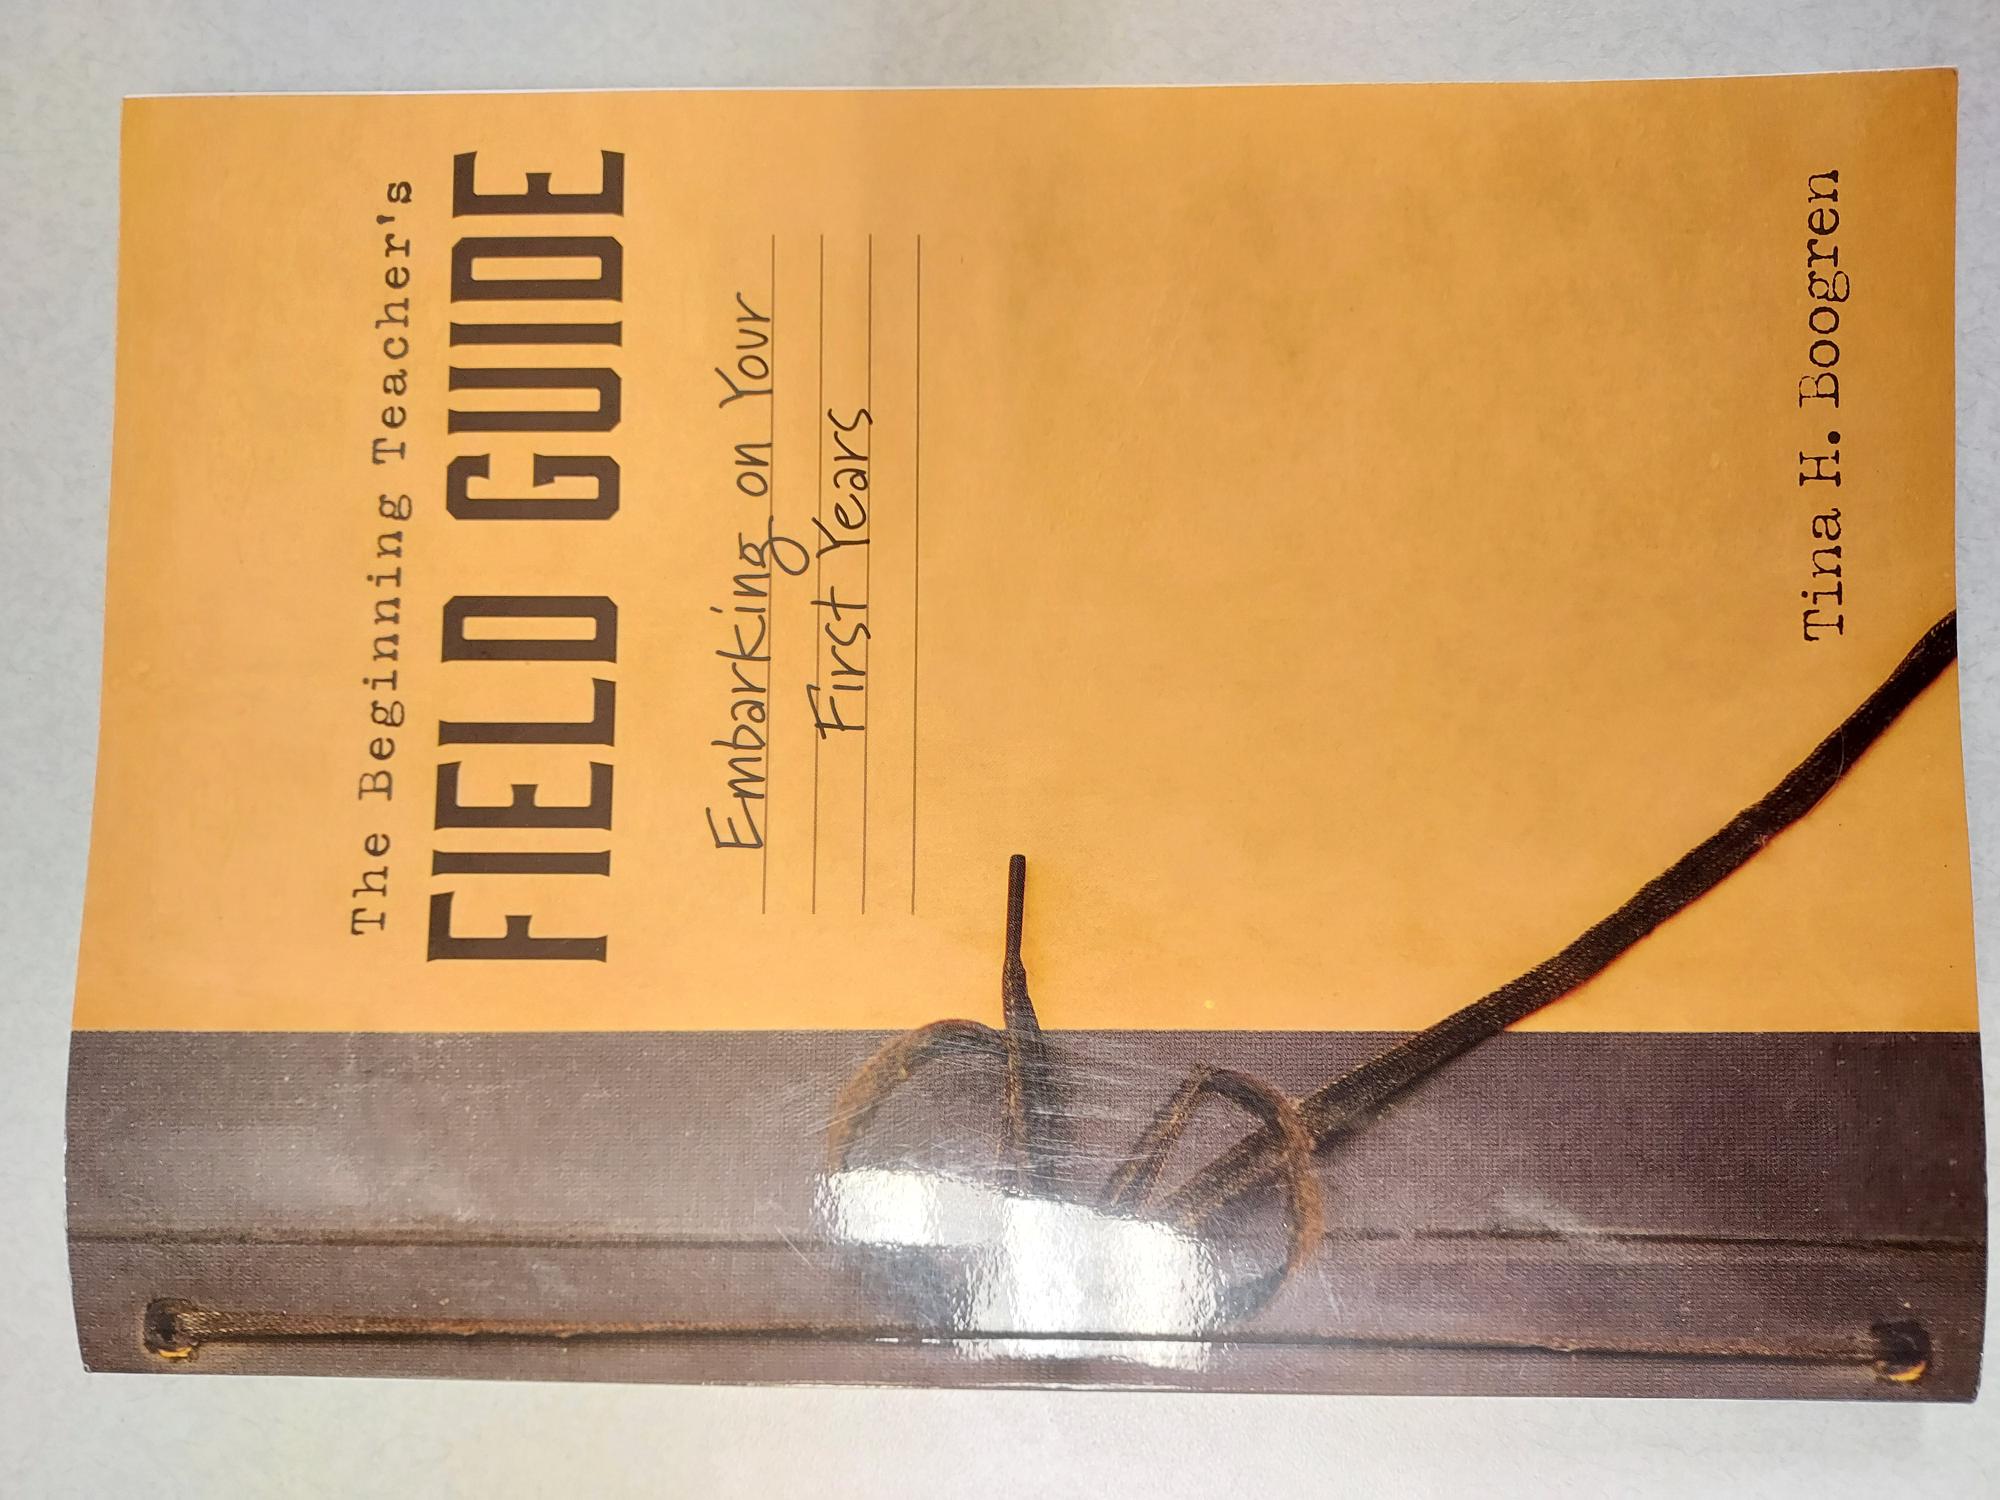 The Beginning Teacher's
FIELD GUIDE
Embarking on Your
First Years
Tina H. Boogren